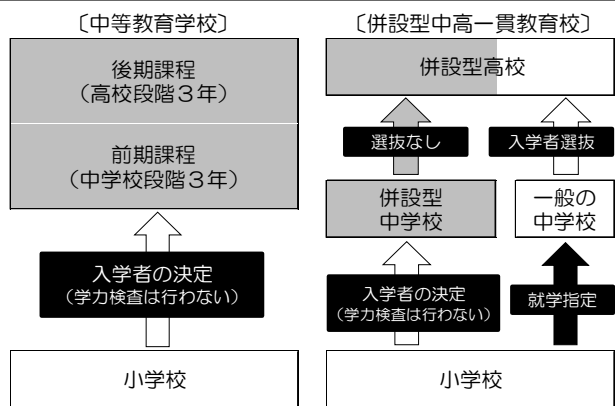 〔中等教育学校〕
後期課程
（高校段階３年）
前期課程
（中学校段階３年）
入学者の決定
（学力検査は行わない）
小学校
〔併設型中高一貫教育校〕
併設型高校
選抜なし
入学者選抜
併設型
中学校
一般の
中学校
入学者の決定
（学力検査は行わない）
就学指定
小学校